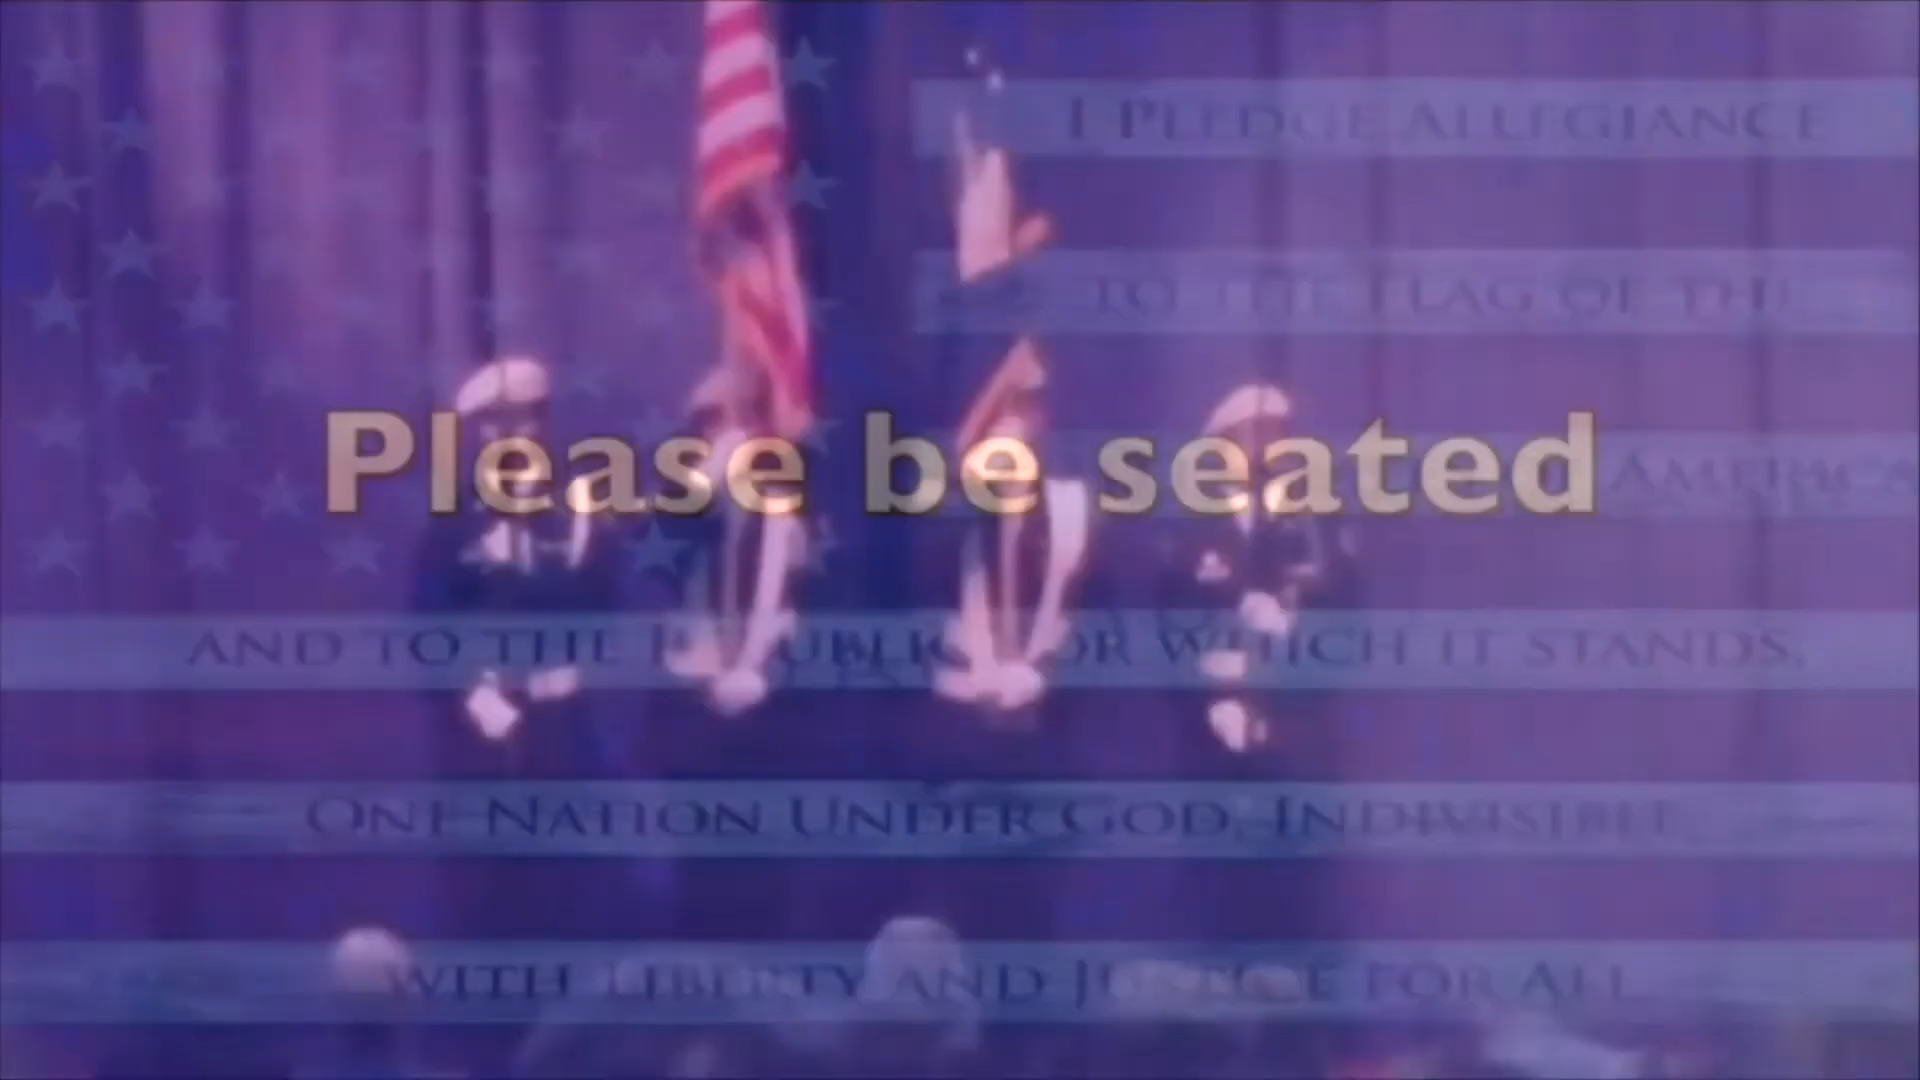 I PLEDGE ALLEGIANCE
TO THE FLAG OF THE
Please be seated
AMERICA
AND TO THE REPUBLIC FOR WHICH IT STANDS,
ONE NATION UNDER GOD, INDIVISIBLE
WITH LIBERTY AND JUSTICE FOR ALL